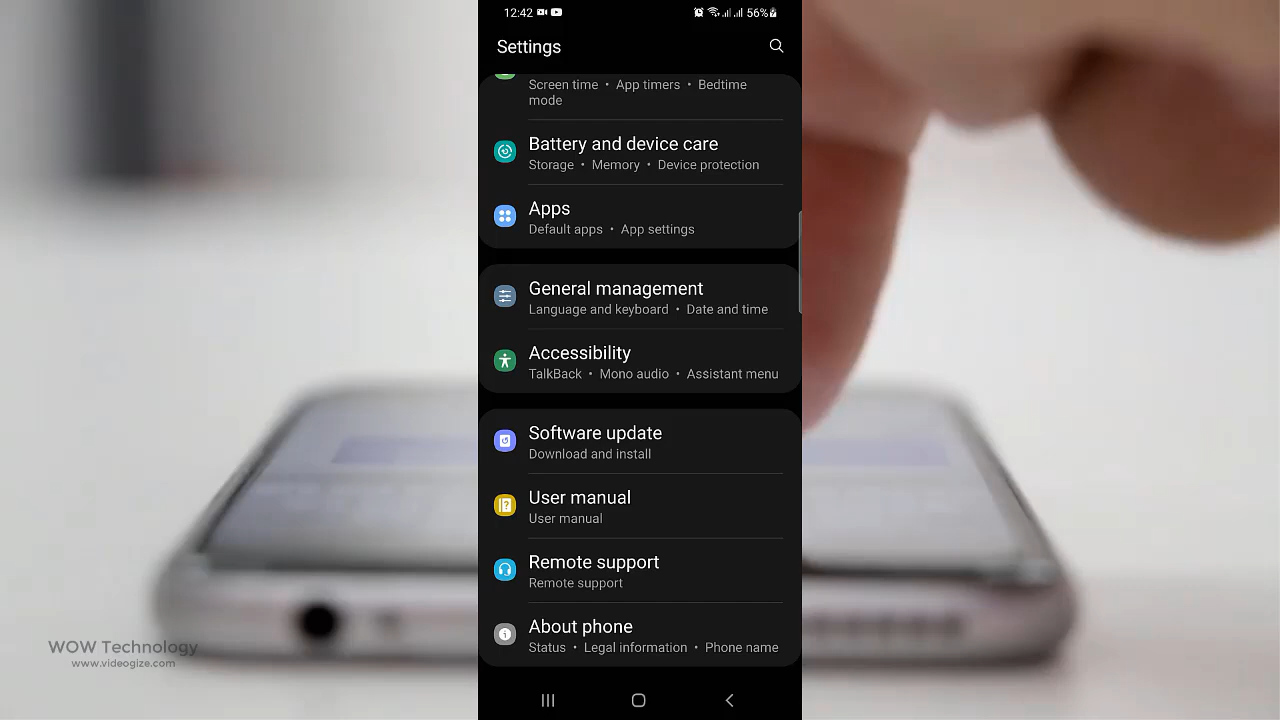 12:42
56%
Settings
Screen time • App timers • Bedtime
mode
Battery and device care
Storage • Memory • Device protection
Apps
Default apps • App settings
General management
Language and keyboard • Date and time
Accessibility
TalkBack • Mono audio • Assistant menu
Software update
Download and install
User manual
User manual
Remote support
Remote support
About phone
Status • Legal information • Phone name
WOW Technology
www.videogize.com